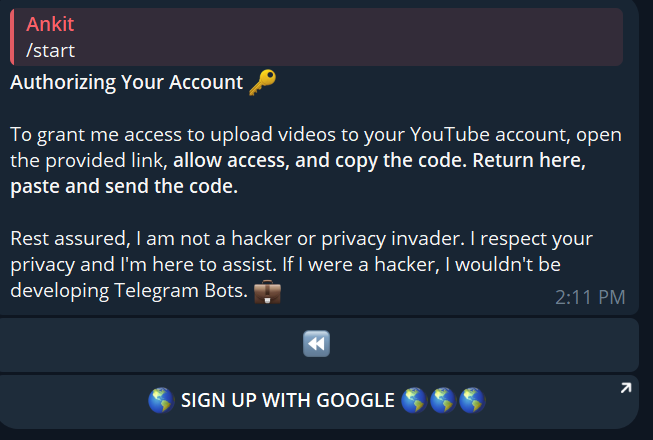 Ankit
/start
Authorizing Your Account 🔑
To grant me access to upload videos to your YouTube account, open
the provided link, allow access, and copy the code. Return here,
paste and send the code.
Rest assured, I am not a hacker or privacy invader. I respect your
privacy and I'm here to assist. If I were a hacker, I wouldn't be
developing Telegram Bots. 💼
2:11 PM
⏪
🌎 SIGN UP WITH GOOGLE 🌎🌎🌎